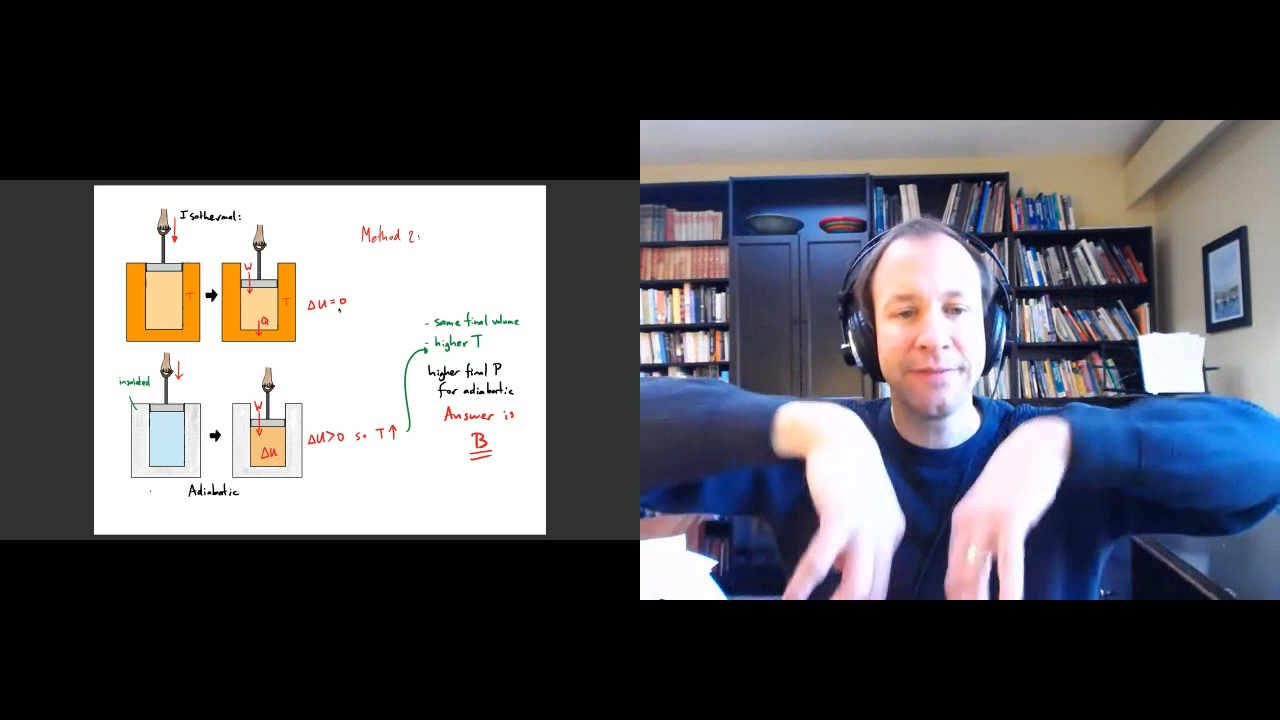 Isothermal:
Method 2:
W
T
T
ΔU = 0
Q
- same final volume
- higher T
higher final P
for adiabatic
insulated
Answer is
B
W
ΔU>0 so T↑
ΔU
Adiabatic